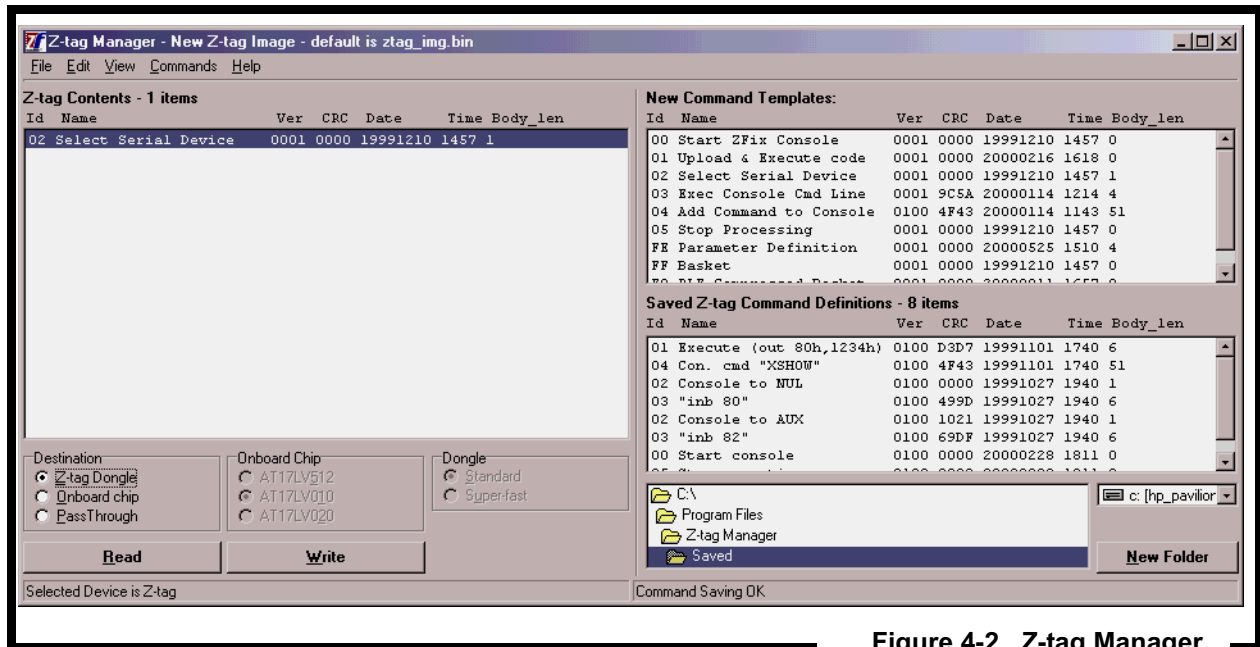 Z-tag Manager - New Z-tag Image - default is ztag_img.bin
File Edit View Commands Help
Z-tag Contents - 1 items
Id Name Ver CRC Date Time Body_len
02 Select Serial Device 0001 0000 19991210 1457 1
New Command Templates:
Id Name Ver CRC Date Time Body_len
00 Start ZFix Console 0001 0000 19991210 1457 0
01 Upload & Execute code 0001 0000 20000216 1618 0
02 Select Serial Device 0001 0000 19991210 1457 1
03 Exec Console Cmd Line 0001 9C5A 20000114 1214 4
04 Add Command to Console 0100 4F43 20000114 1143 51
05 Stop Processing 0001 0000 19991210 1457 0
FE Parameter Definition 0001 0000 20000525 1510 4
FF Basket 0001 0000 19991210 1457 0
Saved Z-tag Command Definitions - 8 items
Id Name Ver CRC Date Time Body_len
01 Execute (out 80h,1234h) 0100 D3D7 19991101 1740 6
04 Con. cmd "XSHOW" 0100 4F43 19991101 1740 51
02 Console to NUL 0100 0000 19991027 1940 1
03 "inb 80" 0100 499D 19991027 1940 6
02 Console to AUX 0100 1021 19991027 1940 1
03 "inb 82" 0100 69DF 19991027 1940 6
00 Start console 0100 0000 20000228 1811 0
Destination
Z-tag Dongle
Onboard chip
PassThrough
Onboard Chip
AT17LV512
AT17LV010
AT17LV020
Dongle
Standard
Super-fast
Read
Write
C:\
Program Files
Z-tag Manager
Saved
c: [hp_pavilior
New Folder
Selected Device is Z-tag
Command Saving OK
Figure 4-2 Z-tag Manager